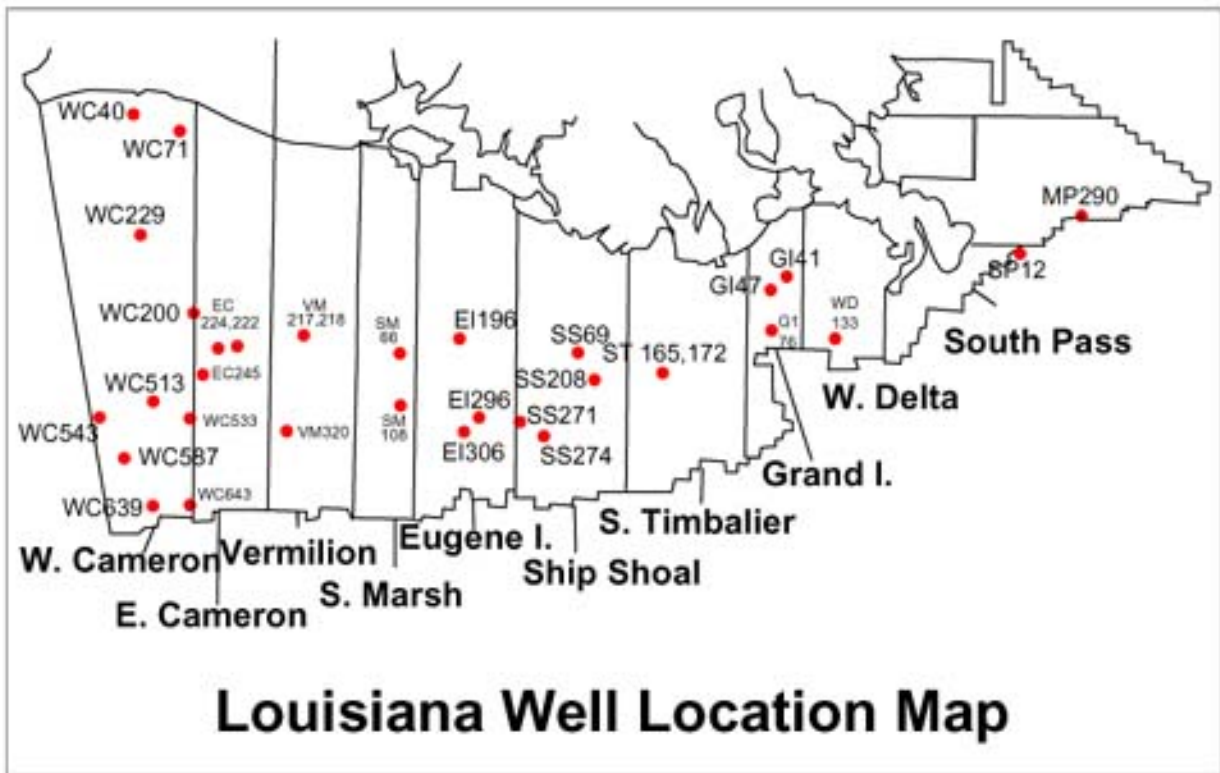 WC40
WC71
WC229
MP290
GI41
SP12
GI47
WC200
EC
224,222
VM
217,218
SM
66
EI196
SS69
G1
76
WD
133
South Pass
ST 165,172
EC245
WC513
SS208
W. Delta
WC543
WC533
VM320
SM
108
EI296
SS271
WC587
EI306
SS274
Grand I.
WC639
WC643
S. Timbalier
W. Cameron
Vermilion
Eugene I.
Ship Shoal
S. Marsh
E. Cameron
Louisiana Well Location Map